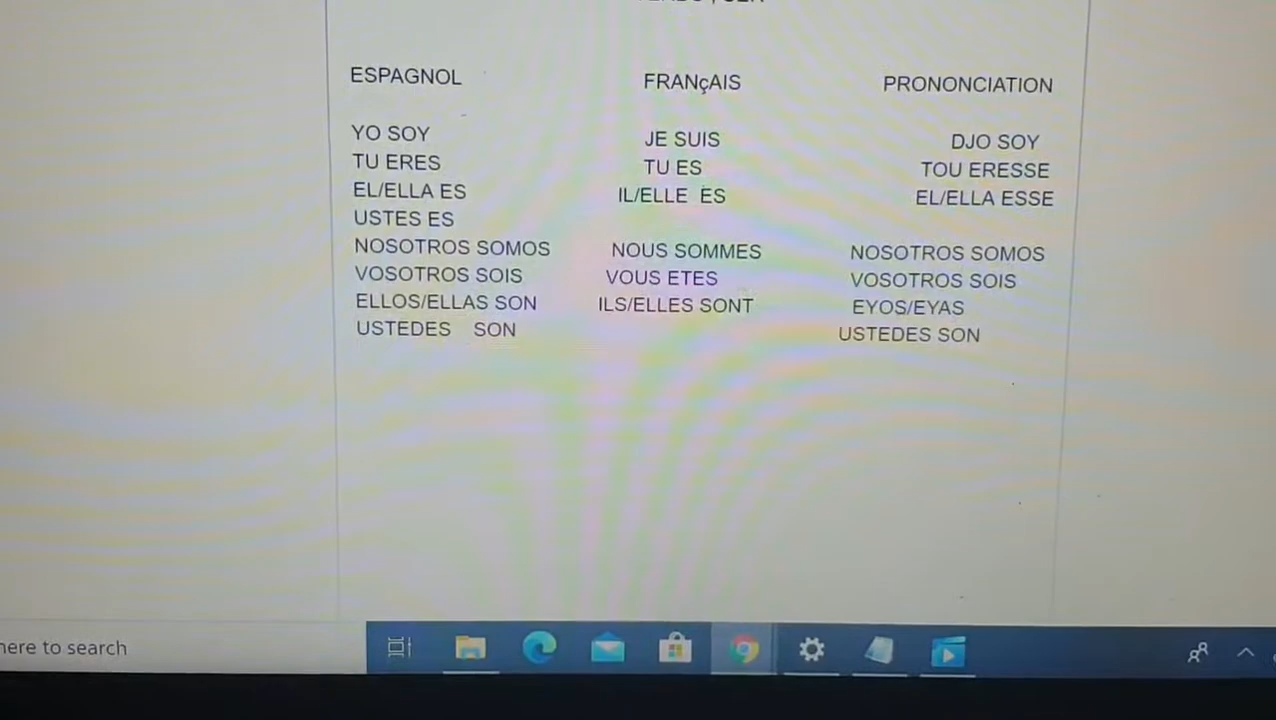 ESPAGNOL FRANçAIS PRONONCIATION
YO SOY JE SUIS DJO SOY
TU ERES TU ES TOU ERESSE
EL/ELLA ES IL/ELLE ES EL/ELLA ESSE
USTES ES
NOSOTROS SOMOS NOUS SOMMES NOSOTROS SOMOS
VOSOTROS SOIS VOUS ETES VOSOTROS SOIS
ELLOS/ELLAS SON ILS/ELLES SONT EYOS/EYAS
USTEDES SON USTEDES SON
here to search